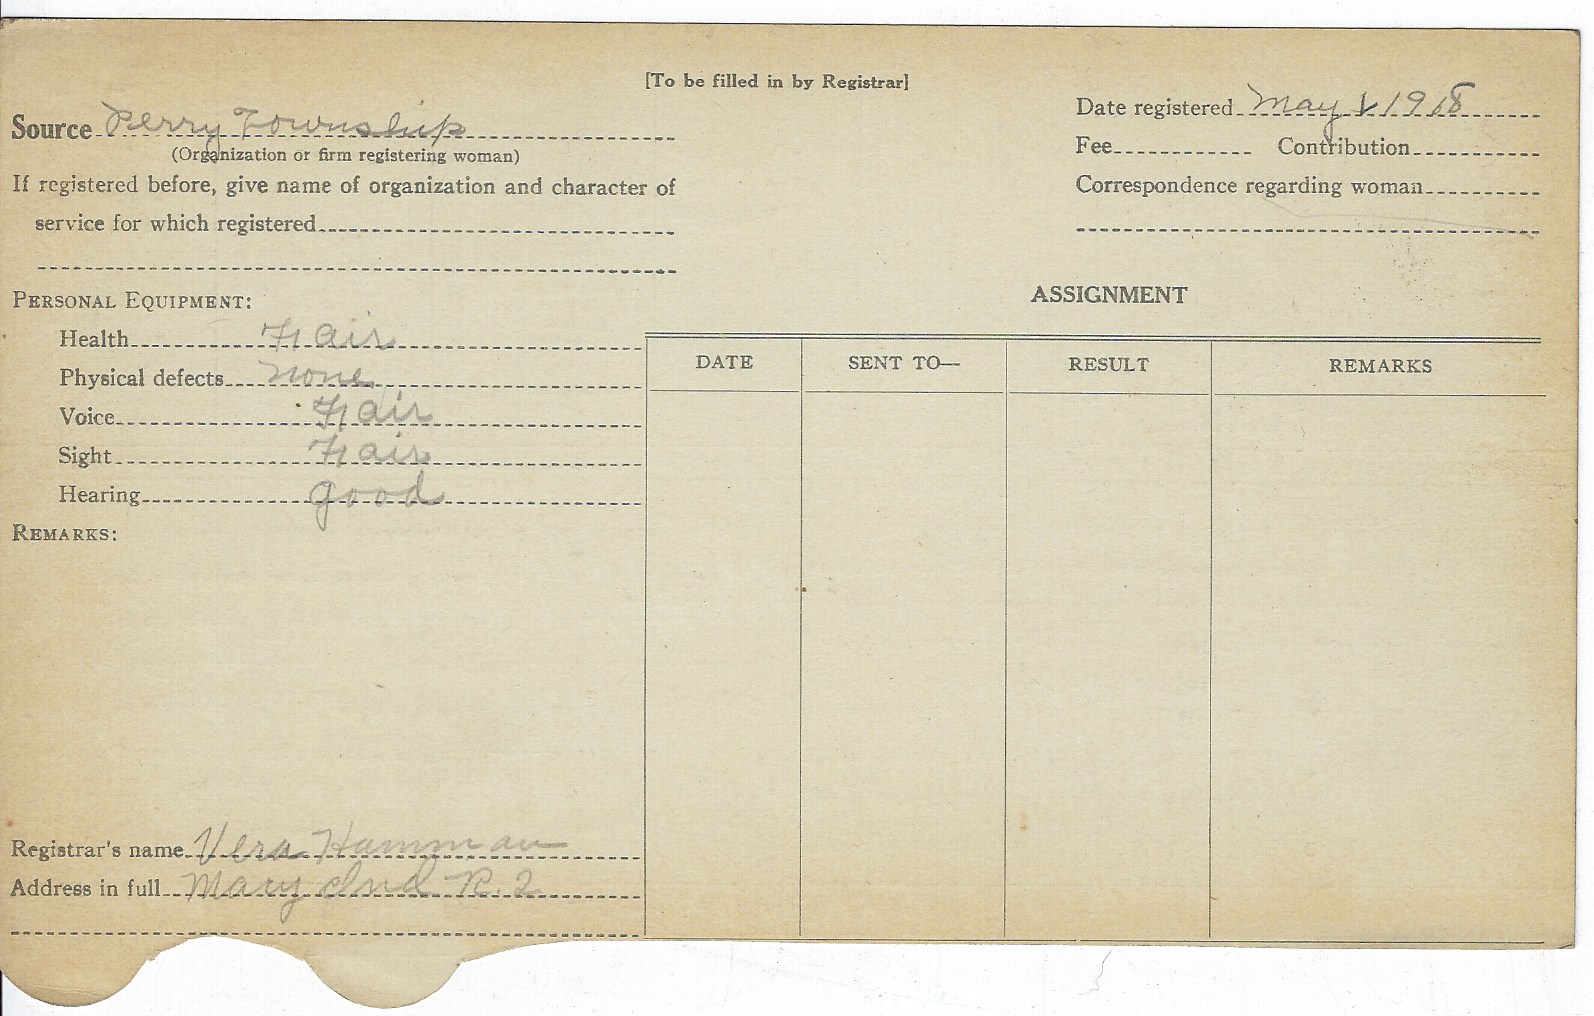 [To be filled in by Registrar]
Source Perry Township
(Organization or firm registering woman)
If registered before, give name of organization and character of
service for which registered
Date registered May 1 1918
Fee Contribution
Correspondence regarding woman
PERSONAL EQUIPMENT:
Health Fair
Physical defects none
Voice Fair
Sight Fair
Hearing good
REMARKS:
Registrar's name Vera Hamman
Address in full Mary Ind R. 2
ASSIGNMENT
DATE SENT TO— RESULT REMARKS